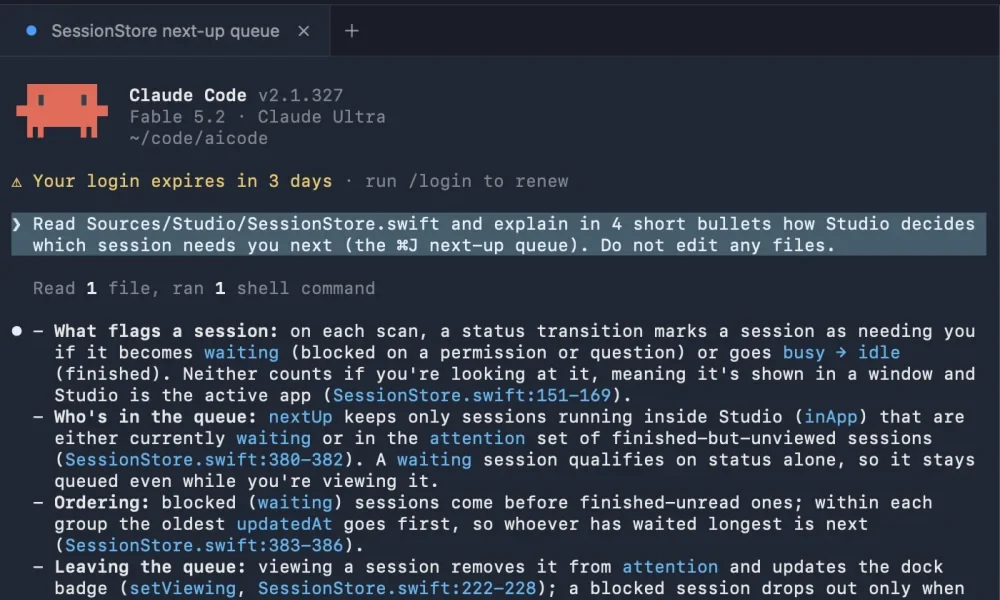 SessionStore next-up queue × +
Claude Code v2.1.327
Fable 5.2 · Claude Ultra
~/code/aicode
⚠ Your login expires in 3 days · run /login to renew
❯ Read Sources/Studio/SessionStore.swift and explain in 4 short bullets how Studio decides
which session needs you next (the ⌘J next-up queue). Do not edit any files.
Read 1 file, ran 1 shell command
● – What flags a session: on each scan, a status transition marks a session as needing you
if it becomes waiting (blocked on a permission or question) or goes busy → idle
(finished). Neither counts if you're looking at it, meaning it's shown in a window and
Studio is the active app (SessionStore.swift:151–169).
– Who's in the queue: nextUp keeps only sessions running inside Studio (inApp) that are
either currently waiting or in the attention set of finished-but-unviewed sessions
(SessionStore.swift:380–382). A waiting session qualifies on status alone, so it stays
queued even while you're viewing it.
– Ordering: blocked (waiting) sessions come before finished-unread ones; within each
group the oldest updatedAt goes first, so whoever has waited longest is next
(SessionStore.swift:383–386).
– Leaving the queue: viewing a session removes it from attention and updates the dock
badge (setViewing, SessionStore.swift:222–228); a blocked session drops out only when